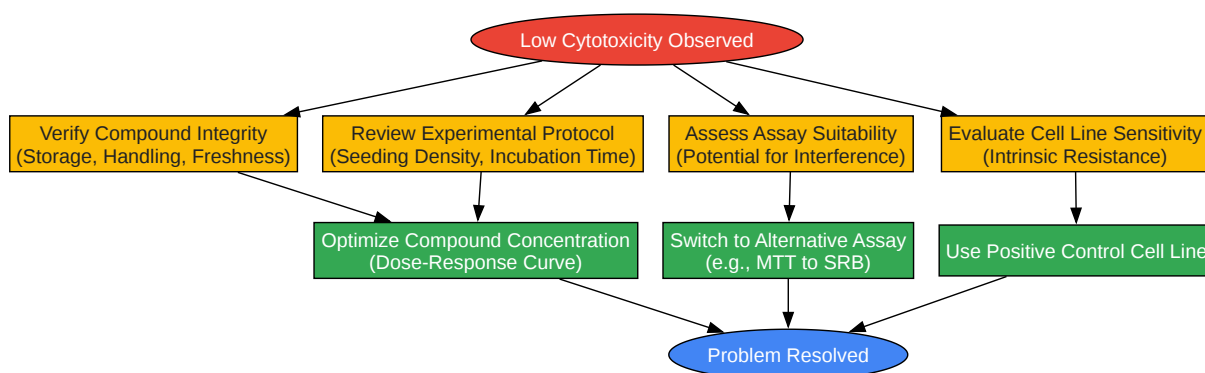 Low Cytotoxicity Observed
Verify Compound Integrity
(Storage, Handling, Freshness)
Review Experimental Protocol
(Seeding Density, Incubation Time)
Assess Assay Suitability
(Potential for Interference)
Evaluate Cell Line Sensitivity
(Intrinsic Resistance)
Optimize Compound Concentration
(Dose-Response Curve)
Switch to Alternative Assay
(e.g., MTT to SRB)
Use Positive Control Cell Line
Problem Resolved